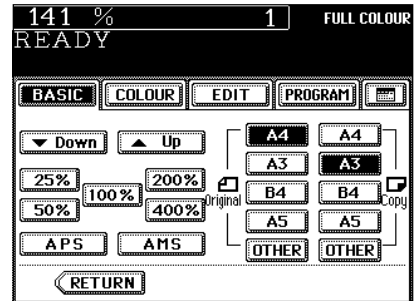 141 % 1 FULL COLOUR
READY
BASIC COLOUR EDIT PROGRAM
Down Up A4 A4
A3 A3
25% 200%
100% Original B4 B4 Copy
50% 400%
A5 A5
APS AMS OTHER OTHER
RETURN